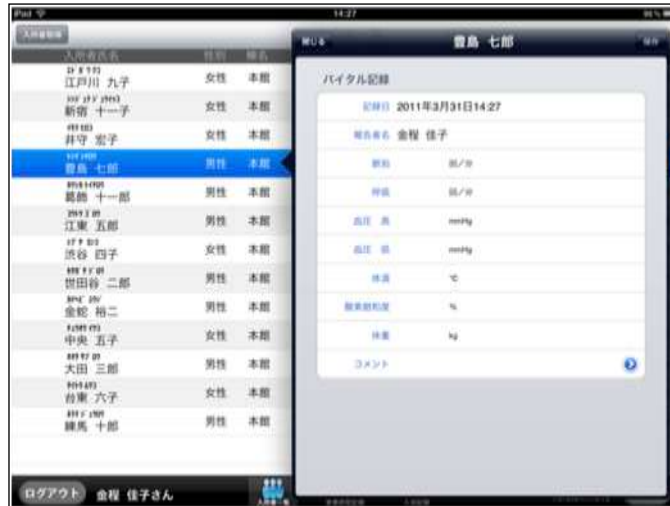 iPad
14:27
閉じる
豊島 七郎
保存
入所者氏名
性別
棟名
江戸川 九子 女性 本館
新宿 十一子 女性 本館
井守 宏子 女性 本館
豊島 七郎 男性 本館
葛飾 十一郎 男性 本館
江東 五郎 男性 本館
渋谷 四子 女性 本館
世田谷 二郎 男性 本館
金蛇 裕二 男性 本館
中央 五子 女性 本館
大田 三郎 男性 本館
台東 六子 女性 本館
練馬 十郎 男性 本館
バイタル記録
記録日 2011年3月31日14:27
報告者名 金程 佳子
脈拍 回/分
呼吸 回/分
血圧 高 mmHg
血圧 低 mmHg
体温 ℃
酸素飽和度 %
体重 kg
コメント
ログアウト 金程 佳子さん